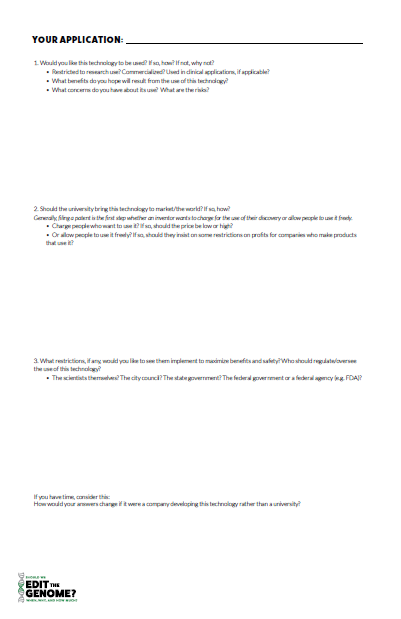 YOUR APPLICATION:
1. Would you like this technology to be used? If so, how? If not, why not?
• Restricted to research use? Commercialized? Used in clinical applications, if applicable?
• What benefits do you hope will result from the use of this technology?
• What concerns do you have about its use? What are the risks?
2. Should the university bring this technology to market/the world? If so, how?
Generally, filing a patent is the first step whether an inventor wants to charge for the use of their discovery or allow people to use it freely.
• Charge people who want to use it? If so, should the price be low or high?
• Or allow people to use it freely? If so, should they insist on some restrictions on profits for companies who make products
that use it?
3. What restrictions, if any, would you like to see them implement to maximize benefits and safety? Who should regulate/oversee
the use of this technology?
• The scientists themselves? The city council? The state government? The federal government or a federal agency (e.g. FDA)?
If you have time, consider this:
How would your answers change if it were a company developing this technology rather than a university?
SHOULD WE
EDIT THE
GENOME?
WHEN, WHY, AND HOW MUCH?